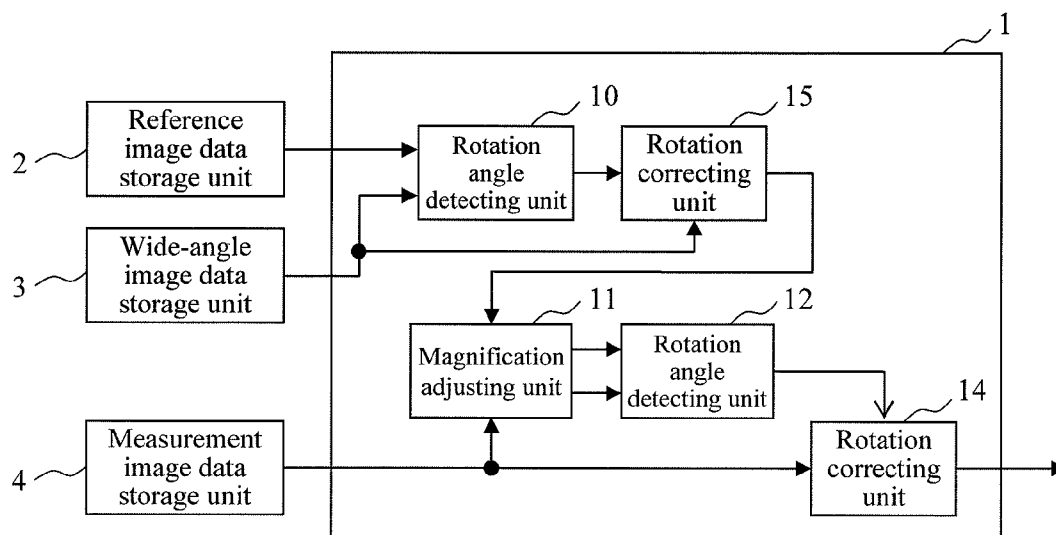 1
10
15
Reference
image data
storage unit
2
Rotation
angle
detecting unit
Rotation
correcting
unit
Wide-angle
image data
storage unit
3
11
12
Magnification
adjusting unit
Rotation
angle
detecting unit
14
Measurement
image data
storage unit
4
Rotation
correcting
unit